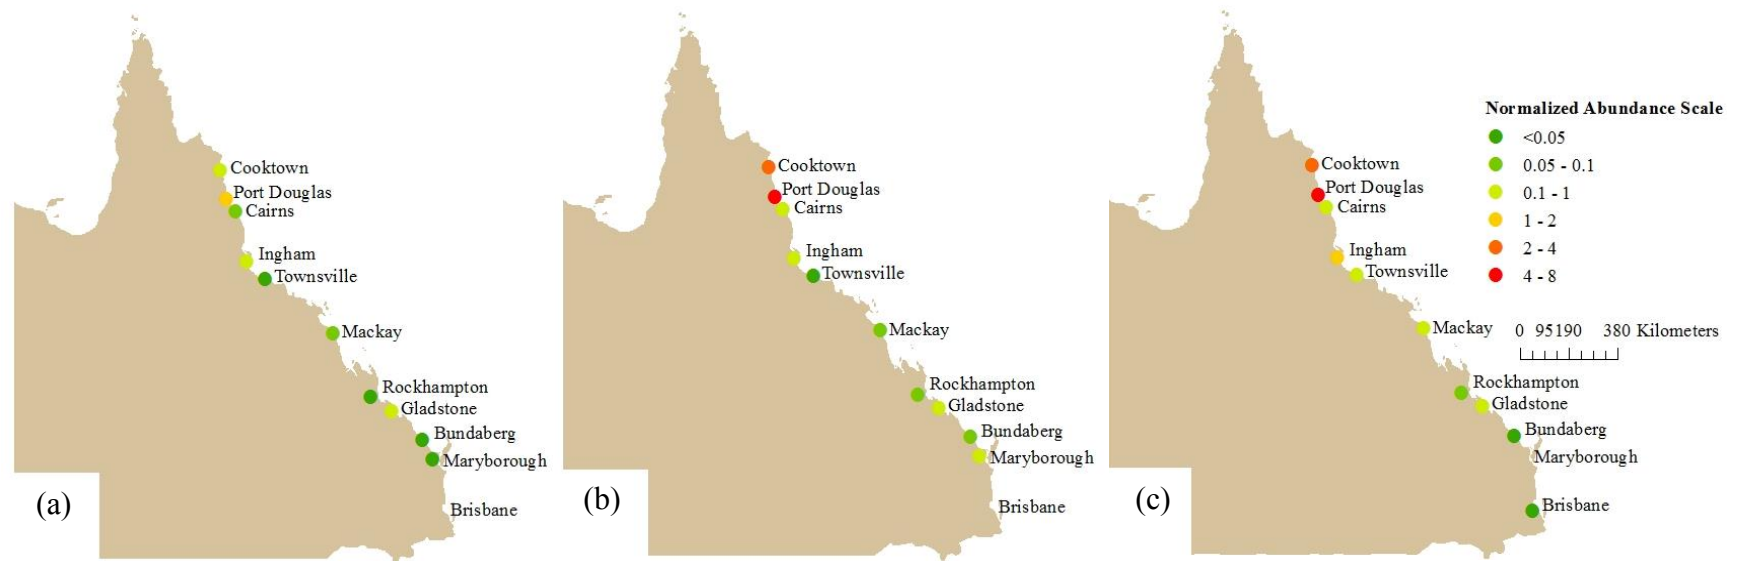 Cooktown
Port Douglas
Cairns
Ingham
Townsville
Mackay
Rockhampton
Gladstone
Bundaberg
Maryborough
Brisbane
(a)
Cooktown
Port Douglas
Cairns
Ingham
Townsville
Mackay
Rockhampton
Gladstone
Bundaberg
Maryborough
Brisbane
(b)
Cooktown
Port Douglas
Cairns
Ingham
Townsville
Mackay
Rockhampton
Gladstone
Bundaberg
Maryborough
Brisbane
(c)
Normalized Abundance Scale
<0.05
0.05 - 0.1
0.1 - 1
1 - 2
2 - 4
4 - 8
0 95190 380 Kilometers